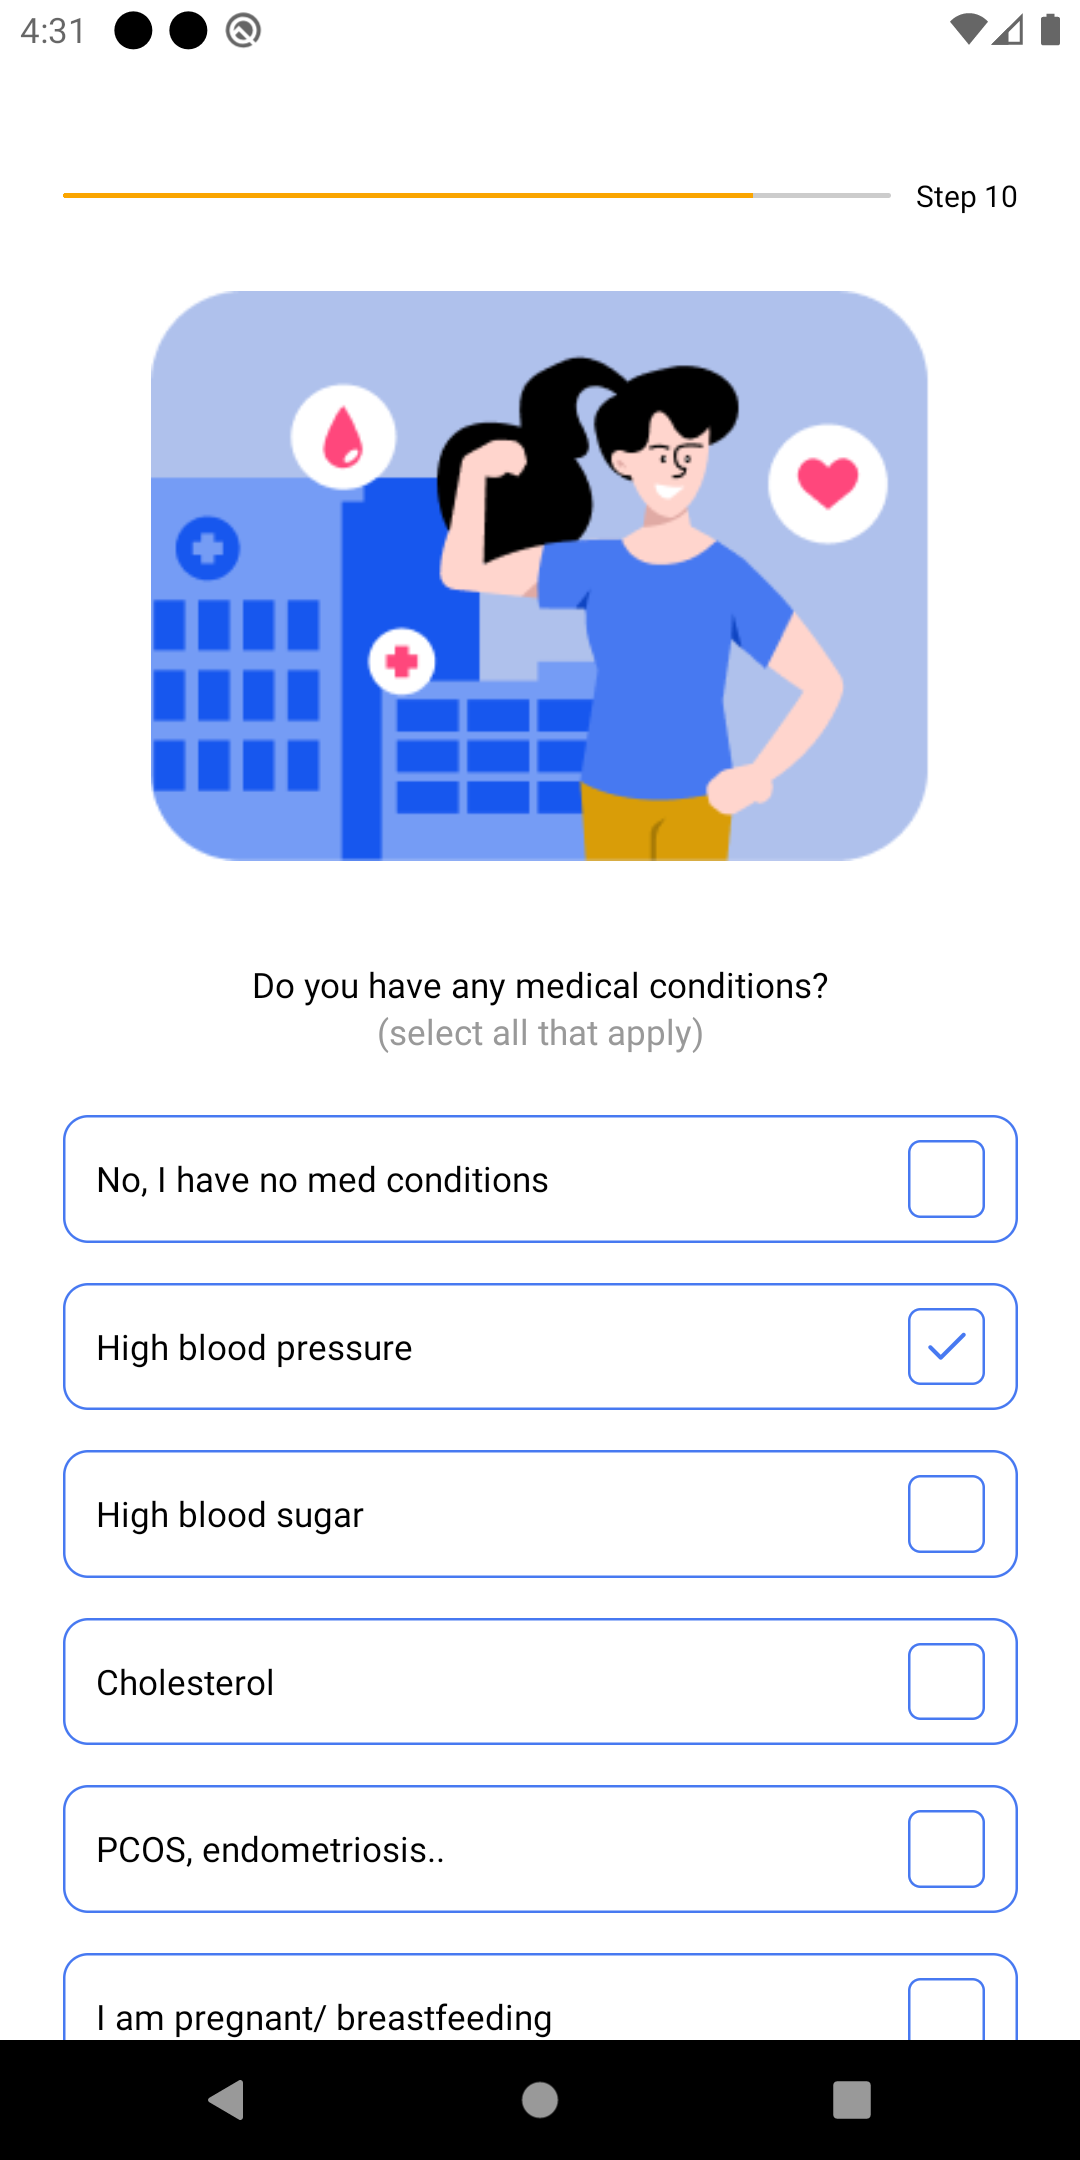 4:31
Step 10
Do you have any medical conditions?
(select all that apply)
No, I have no med conditions
High blood pressure
High blood sugar
Cholesterol
PCOS, endometriosis..
I am pregnant/ breastfeeding